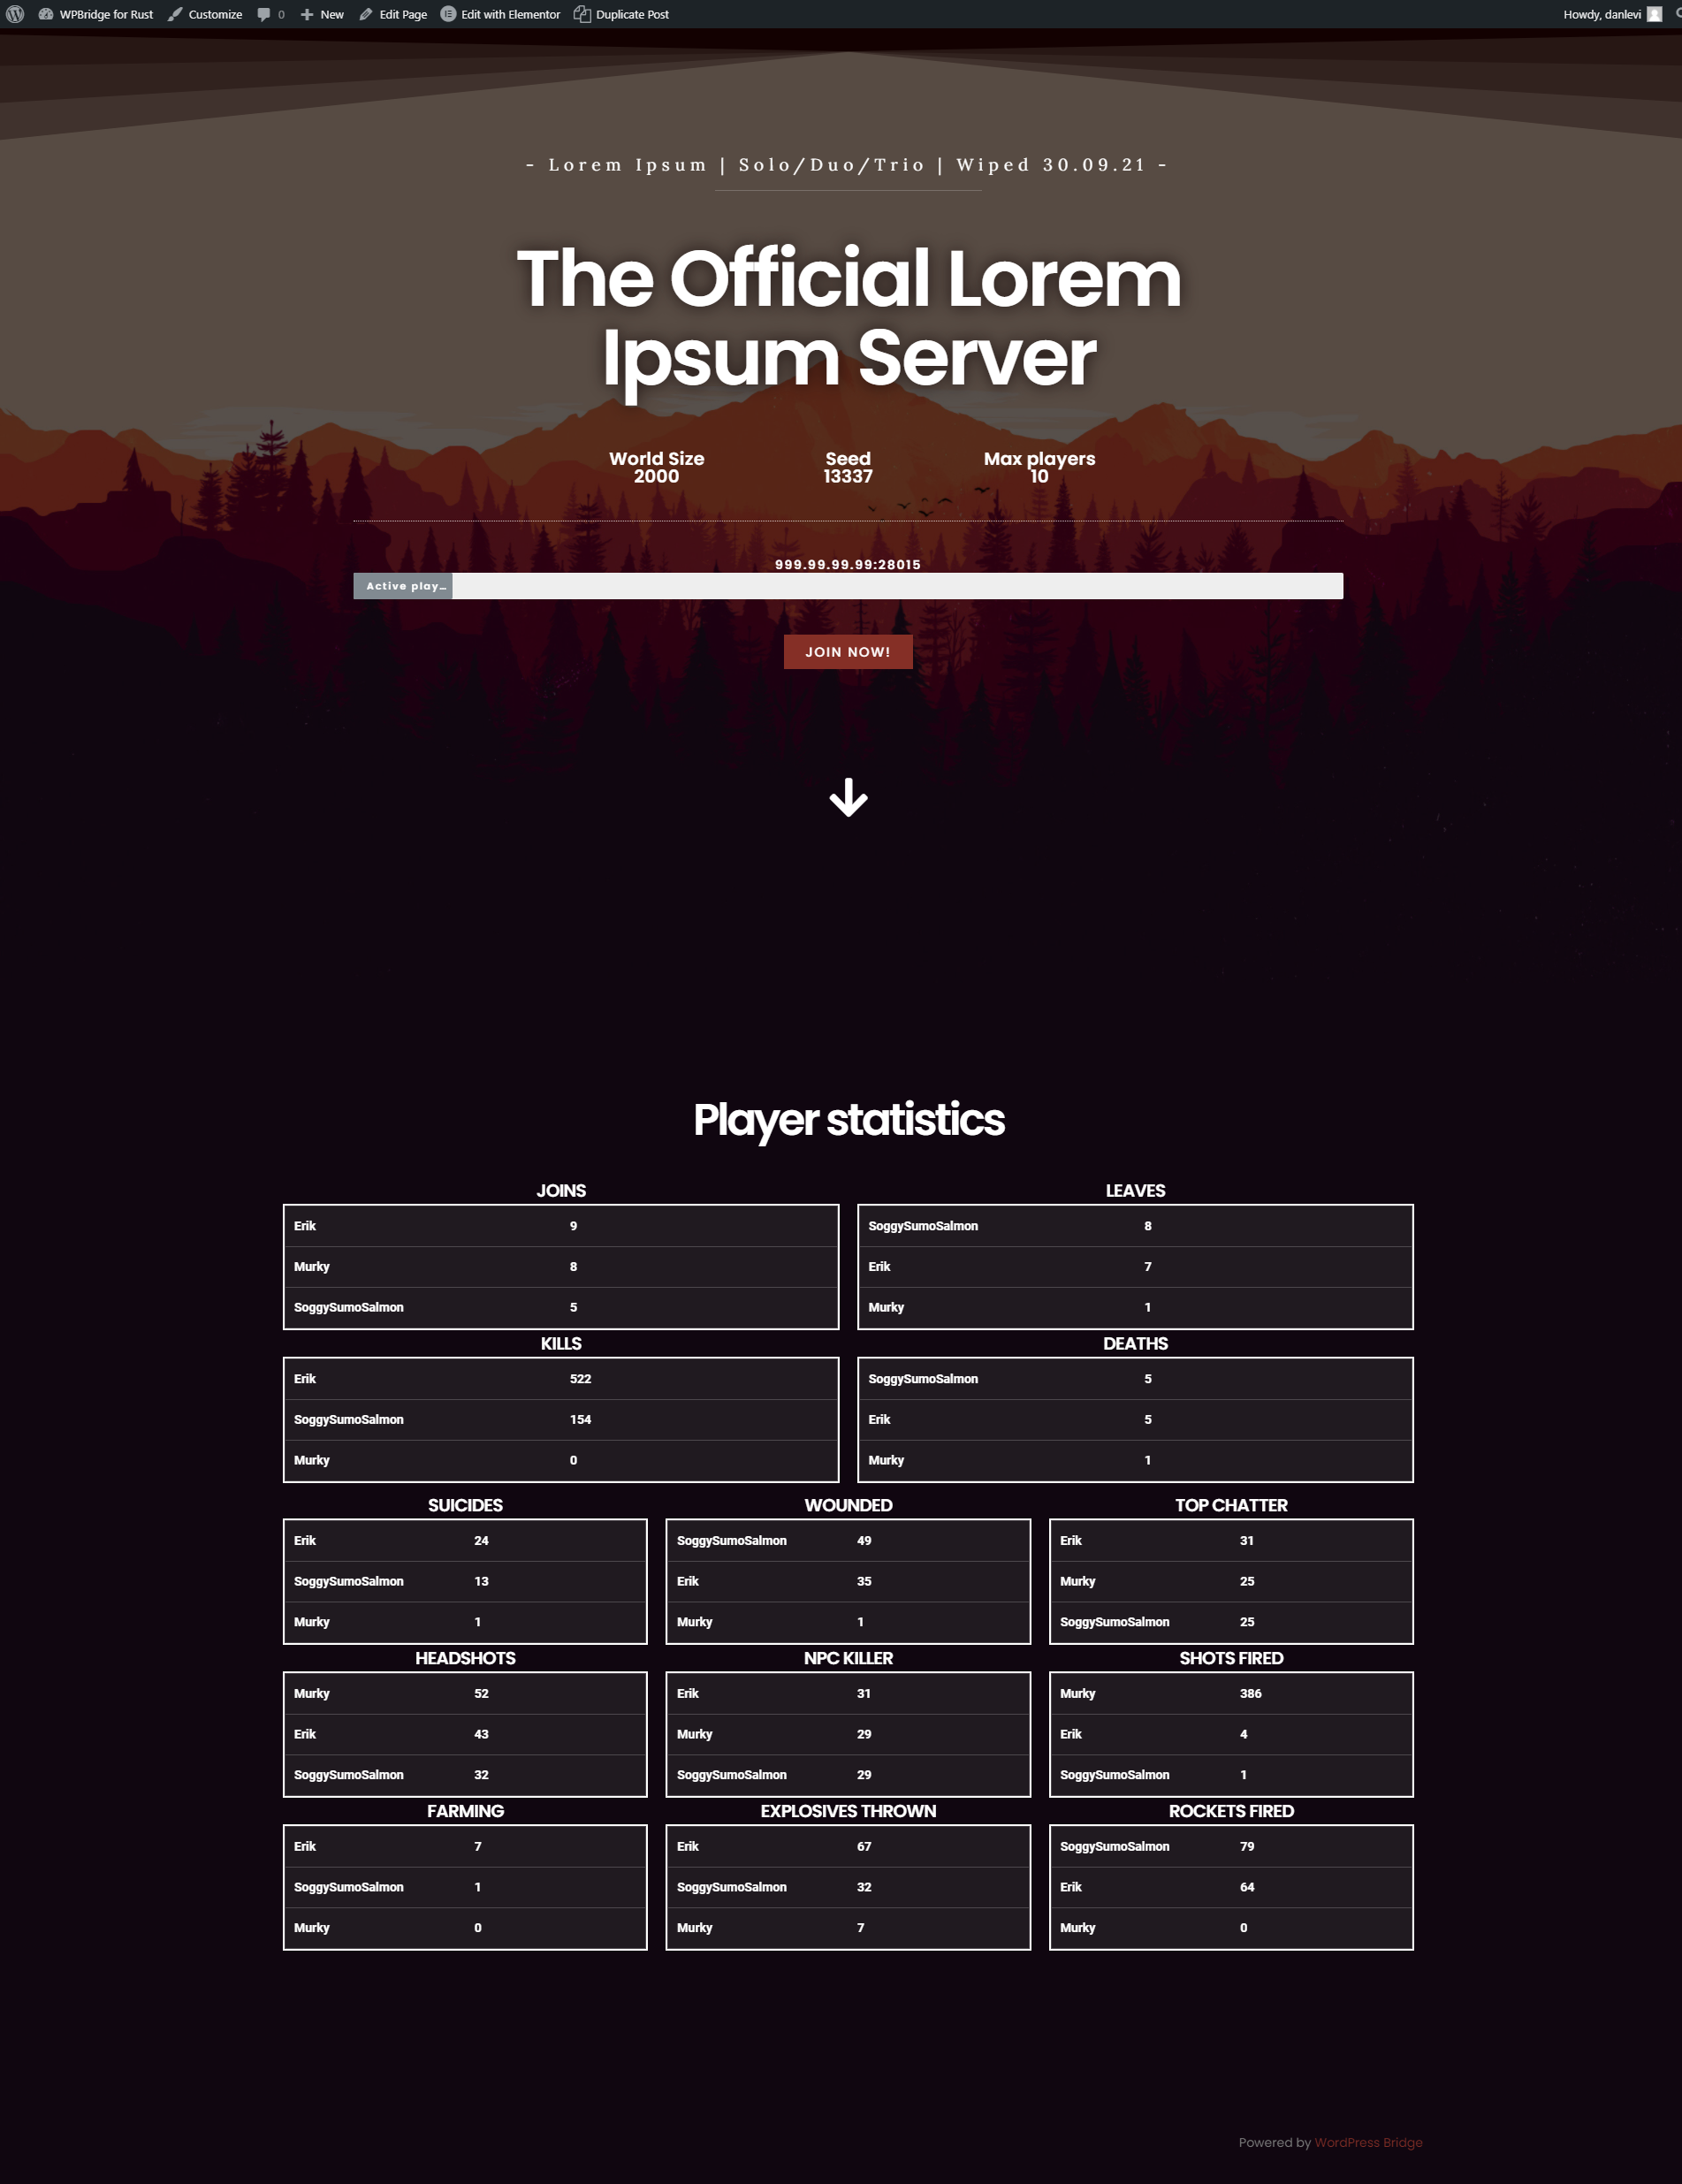 WPBridge for Rust Customize 0 New Edit Page Edit with Elementor Duplicate Post Howdy, danlevi
- Lorem Ipsum | Solo/Duo/Trio | Wiped 30.09.21 -
The Official Lorem
Ipsum Server
World Size Seed Max players
2000 13337 10
999.99.99.99:28015
Active play...
JOIN NOW!
Player statistics
JOINS LEAVES
Erik 9 SoggySumoSalmon 8
Murky 8 Erik 7
SoggySumoSalmon 5 Murky 1
KILLS DEATHS
Erik 522 SoggySumoSalmon 5
SoggySumoSalmon 154 Erik 5
Murky 0 Murky 1
SUICIDES WOUNDED TOP CHATTER
Erik 24 SoggySumoSalmon 49 Erik 31
SoggySumoSalmon 13 Erik 35 Murky 25
Murky 1 Murky 1 SoggySumoSalmon 25
HEADSHOTS NPC KILLER SHOTS FIRED
Murky 52 Erik 31 Murky 386
Erik 43 Murky 29 Erik 4
SoggySumoSalmon 32 SoggySumoSalmon 29 SoggySumoSalmon 1
FARMING EXPLOSIVES THROWN ROCKETS FIRED
Erik 7 Erik 67 SoggySumoSalmon 79
SoggySumoSalmon 1 SoggySumoSalmon 32 Erik 64
Murky 0 Murky 7 Murky 0
Powered by WordPress Bridge